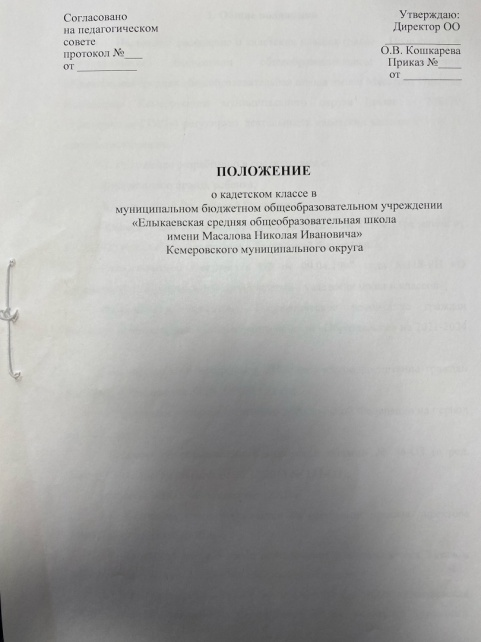 Согласовано
на педагогическом
совете
протокол №___
от __________
Утверждаю:
Директор ОО
_____________
О.В. Кошкарева
Приказ №____
от __________
ПОЛОЖЕНИЕ
о кадетском классе в
муниципальном бюджетном общеобразовательном учреждении
«Елыкаевская средняя общеобразовательная школа
имени Масалова Николая Ивановича»
Кемеровского муниципального округа